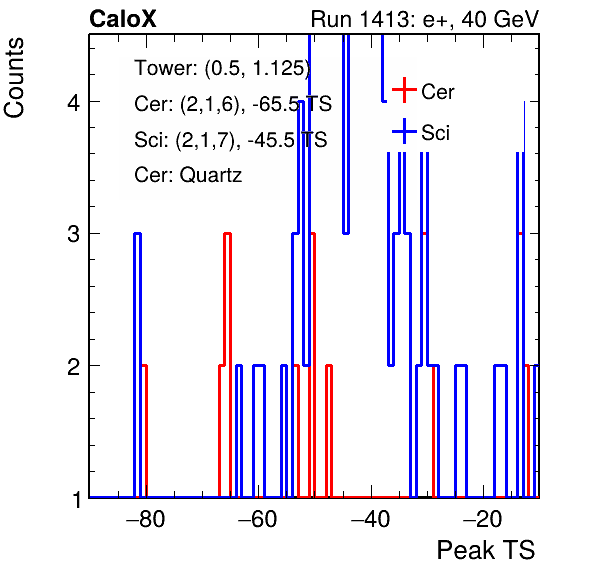 CaloX Run 1413: e+, 40 GeV
Counts
Tower: (0.5, 1.125)
Cer: (2,1,6), -65.5 TS
Sci: (2,1,7), -45.5 TS
Cer: Quartz
Cer
Sci
4
3
2
1
−80 −60 −40 −20
Peak TS